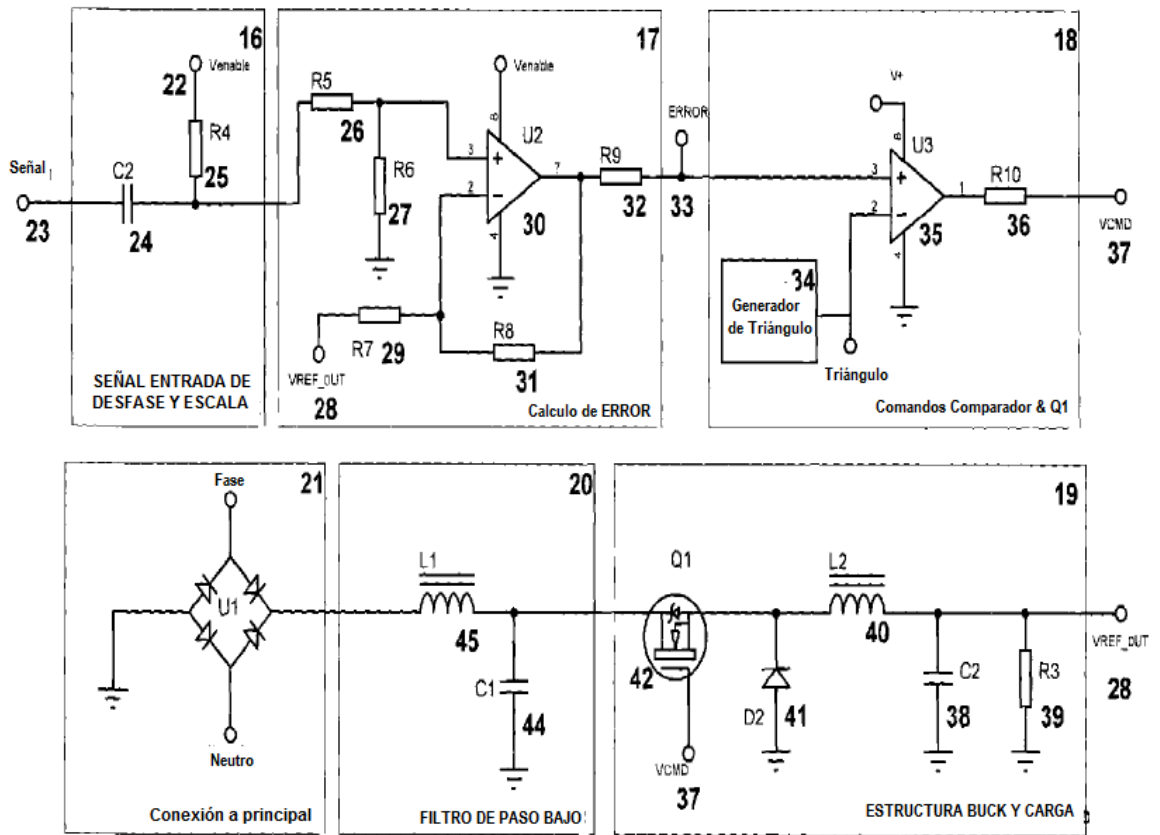 16
22
Venable
R4
25
C2
Señal
23
24
SEÑAL ENTRADA DE
DESFASE Y ESCALA
17
R5
26
Venable
8
U2
3
+
R6
27
2
-
4
7
30
R9
32
ERROR
33
R7
29
R8
31
VREF_OUT
28
Calculo de ERROR
18
V+
8
U3
3
+
2
-
4
1
35
R10
36
VCMD
37
34
Generador
de Triángulo
Triángulo
Comandos Comparador & Q1
21
Fase
U1
Neutro
Conexión a principal
20
L1
45
C1
44
FILTRO DE PASO BAJO
19
Q1
42
VCMD
37
D2
41
L2
40
C2
38
R3
39
VREF_OUT
28
ESTRUCTURA BUCK Y CARGA